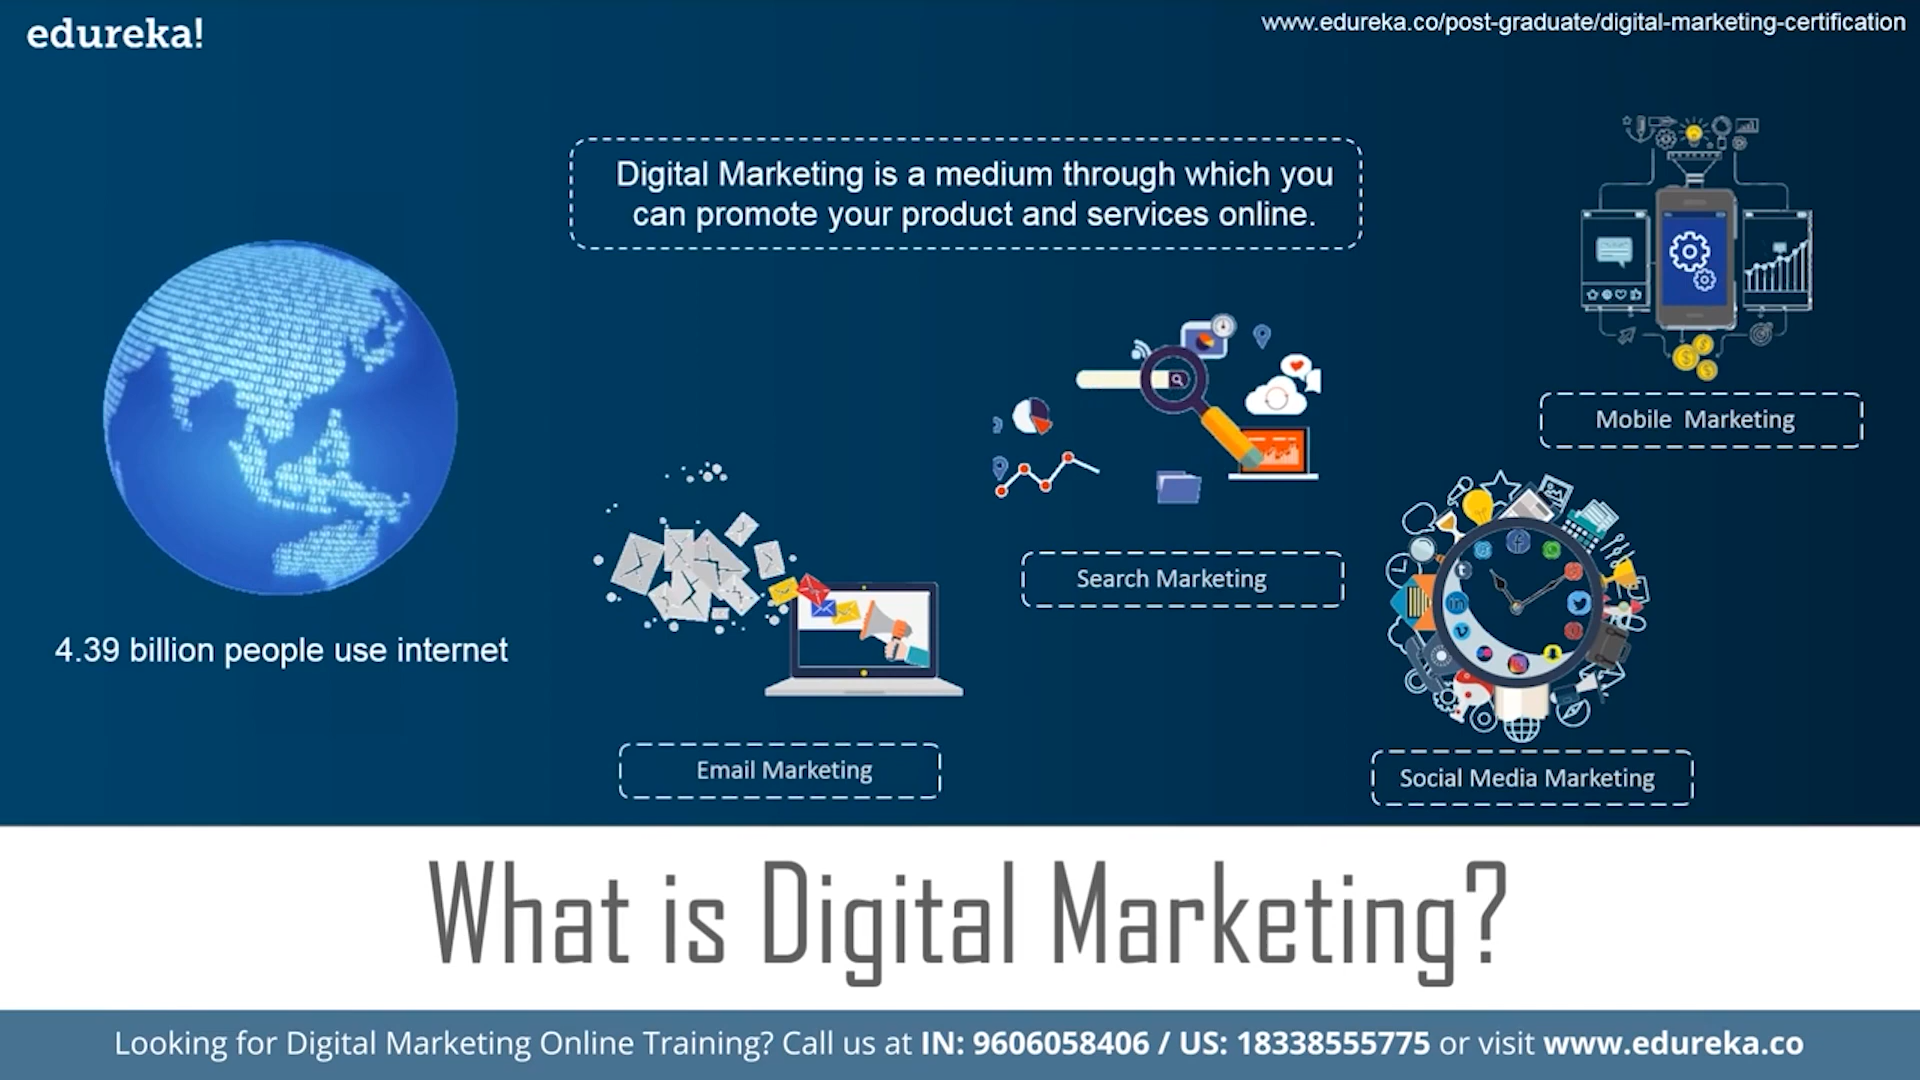 edureka!
www.edureka.co/post-graduate/digital-marketing-certification
Digital Marketing is a medium through which you
can promote your product and services online.
Mobile Marketing
Search Marketing
4.39 billion people use internet
Email Marketing
Social Media Marketing
What is Digital Marketing?
Looking for Digital Marketing Online Training? Call us at IN: 9606058406 / US: 18338555775 or visit www.edureka.co